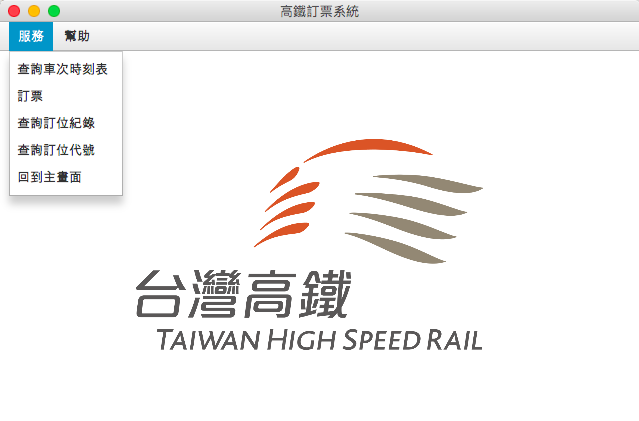 高鐵訂票系統
服務
幫助
查詢車次時刻表
訂票
查詢訂位紀錄
查詢訂位代號
回到主畫面
台灣高鐵
TAIWAN HIGH SPEED RAIL